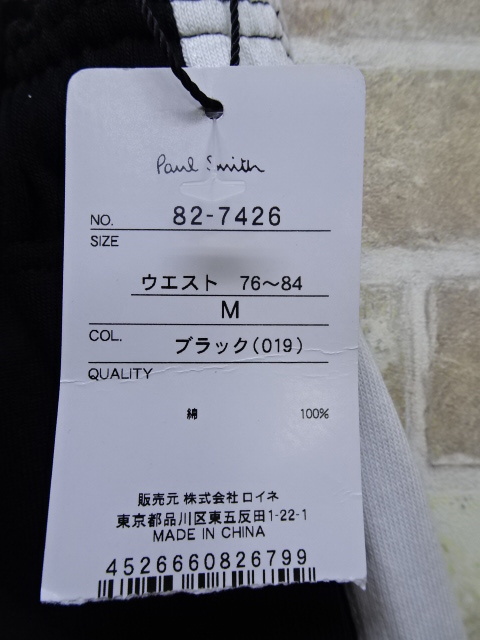 Paul Smith
NO. 82-7426
SIZE
ウエスト 76~84
M
COL. ブラック(019)
QUALITY
綿 100%
販売元 株式会社 ロイネ
東京都品川区東五反田1-22-1
MADE IN CHINA
4526660826799